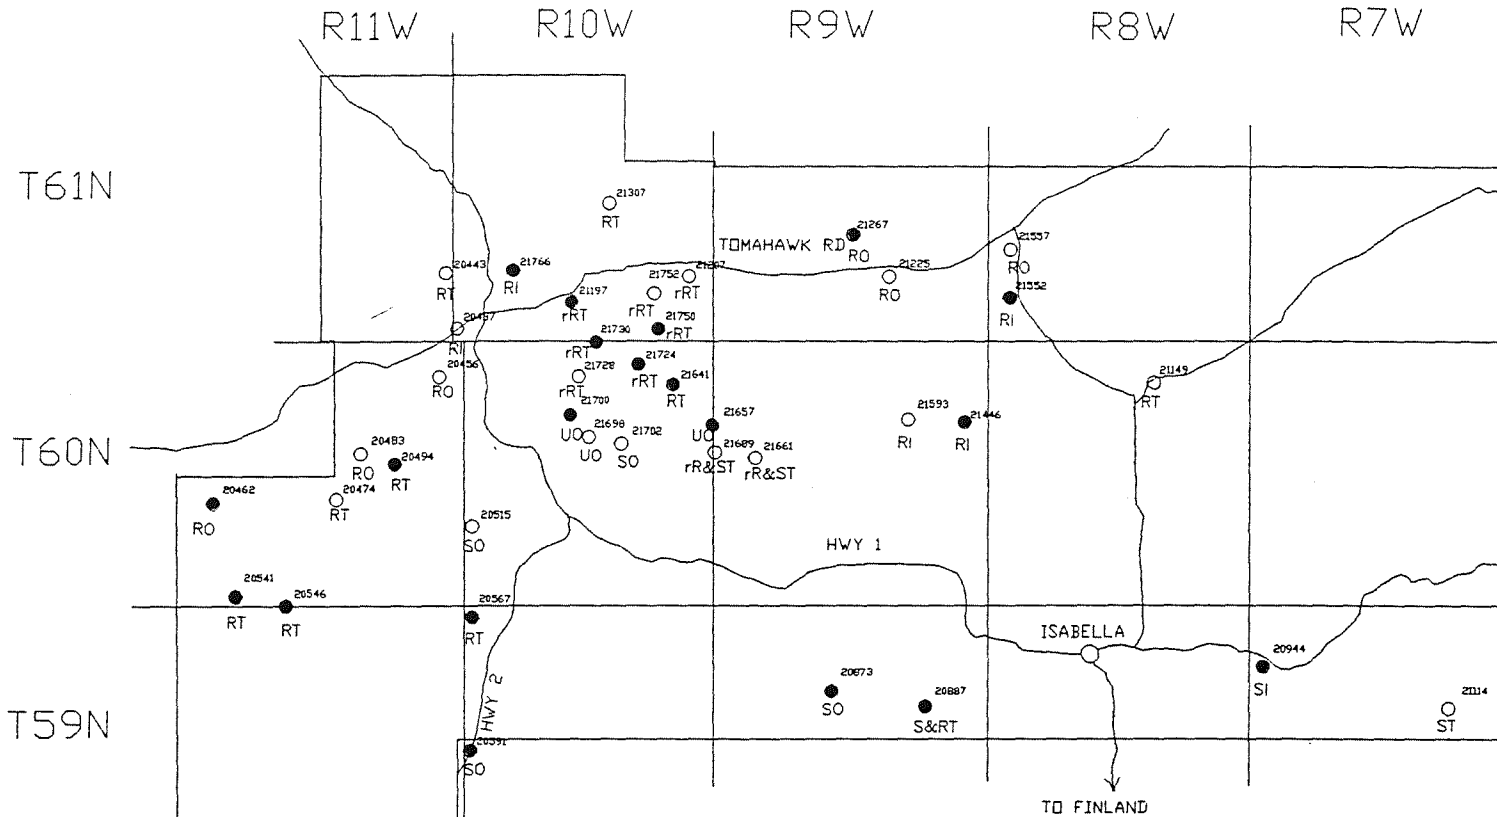 R11W R10W R9W R8W R7W
T61N
21307
RT
TOMAHAWK RD
21267
RO
21557
RO
20443
RT
21766
RI
21752
rRT
rRT
21225
RO
21197
rRT
21552
RI
20457
RI
21730
rRT
21750
rRT
20456
RO
21728
rRT
21724
rRT
21641
RT
21149
RT
T60N
21700
UO
21698
UO
21702
SO
21657
UO
21689
rR&ST
21661
rR&ST
21593
RI
21446
RI
20483
RO
20494
RT
20474
RT
20462
RO
20515
SO
HWY 1
20541
RT
20546
RT
20567
RT
ISABELLA
20944
SI
T59N
HWY 2
20873
SO
20887
S&RT
21114
ST
20591
SO
TO FINLAND